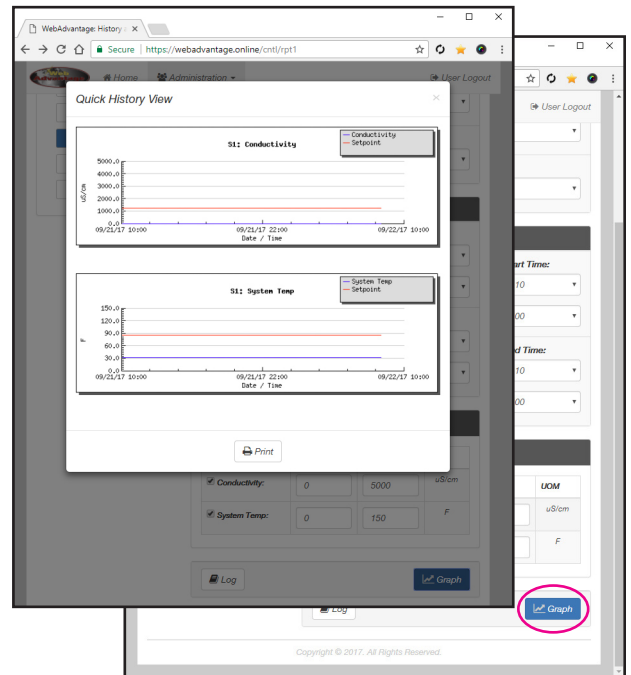 WebAdvantage: History
Secure | https://webadvantage.online/cntl/rpt1
Home Administration User Logout
Quick History View ×
S1: Conductivity
Conductivity
Setpoint
uS/cm
5000.0
4000.0
3000.0
2000.0
1000.0
0.0
09/21/17 10:00 09/21/17 22:00 09/22/17 10:00
Date / Time
S1: System Temp
System Temp
Setpoint
F
150.0
120.0
90.0
60.0
30.0
0.0
09/21/17 10:00 09/21/17 22:00 09/22/17 10:00
Date / Time
Print
Conductivity: 0 5000 uS/cm
System Temp: 0 150 F
Log Graph
User Logout
art Time:
10
00
d Time:
10
00
UOM
uS/cm
F
Log Graph
Copyright © 2017. All Rights Reserved.